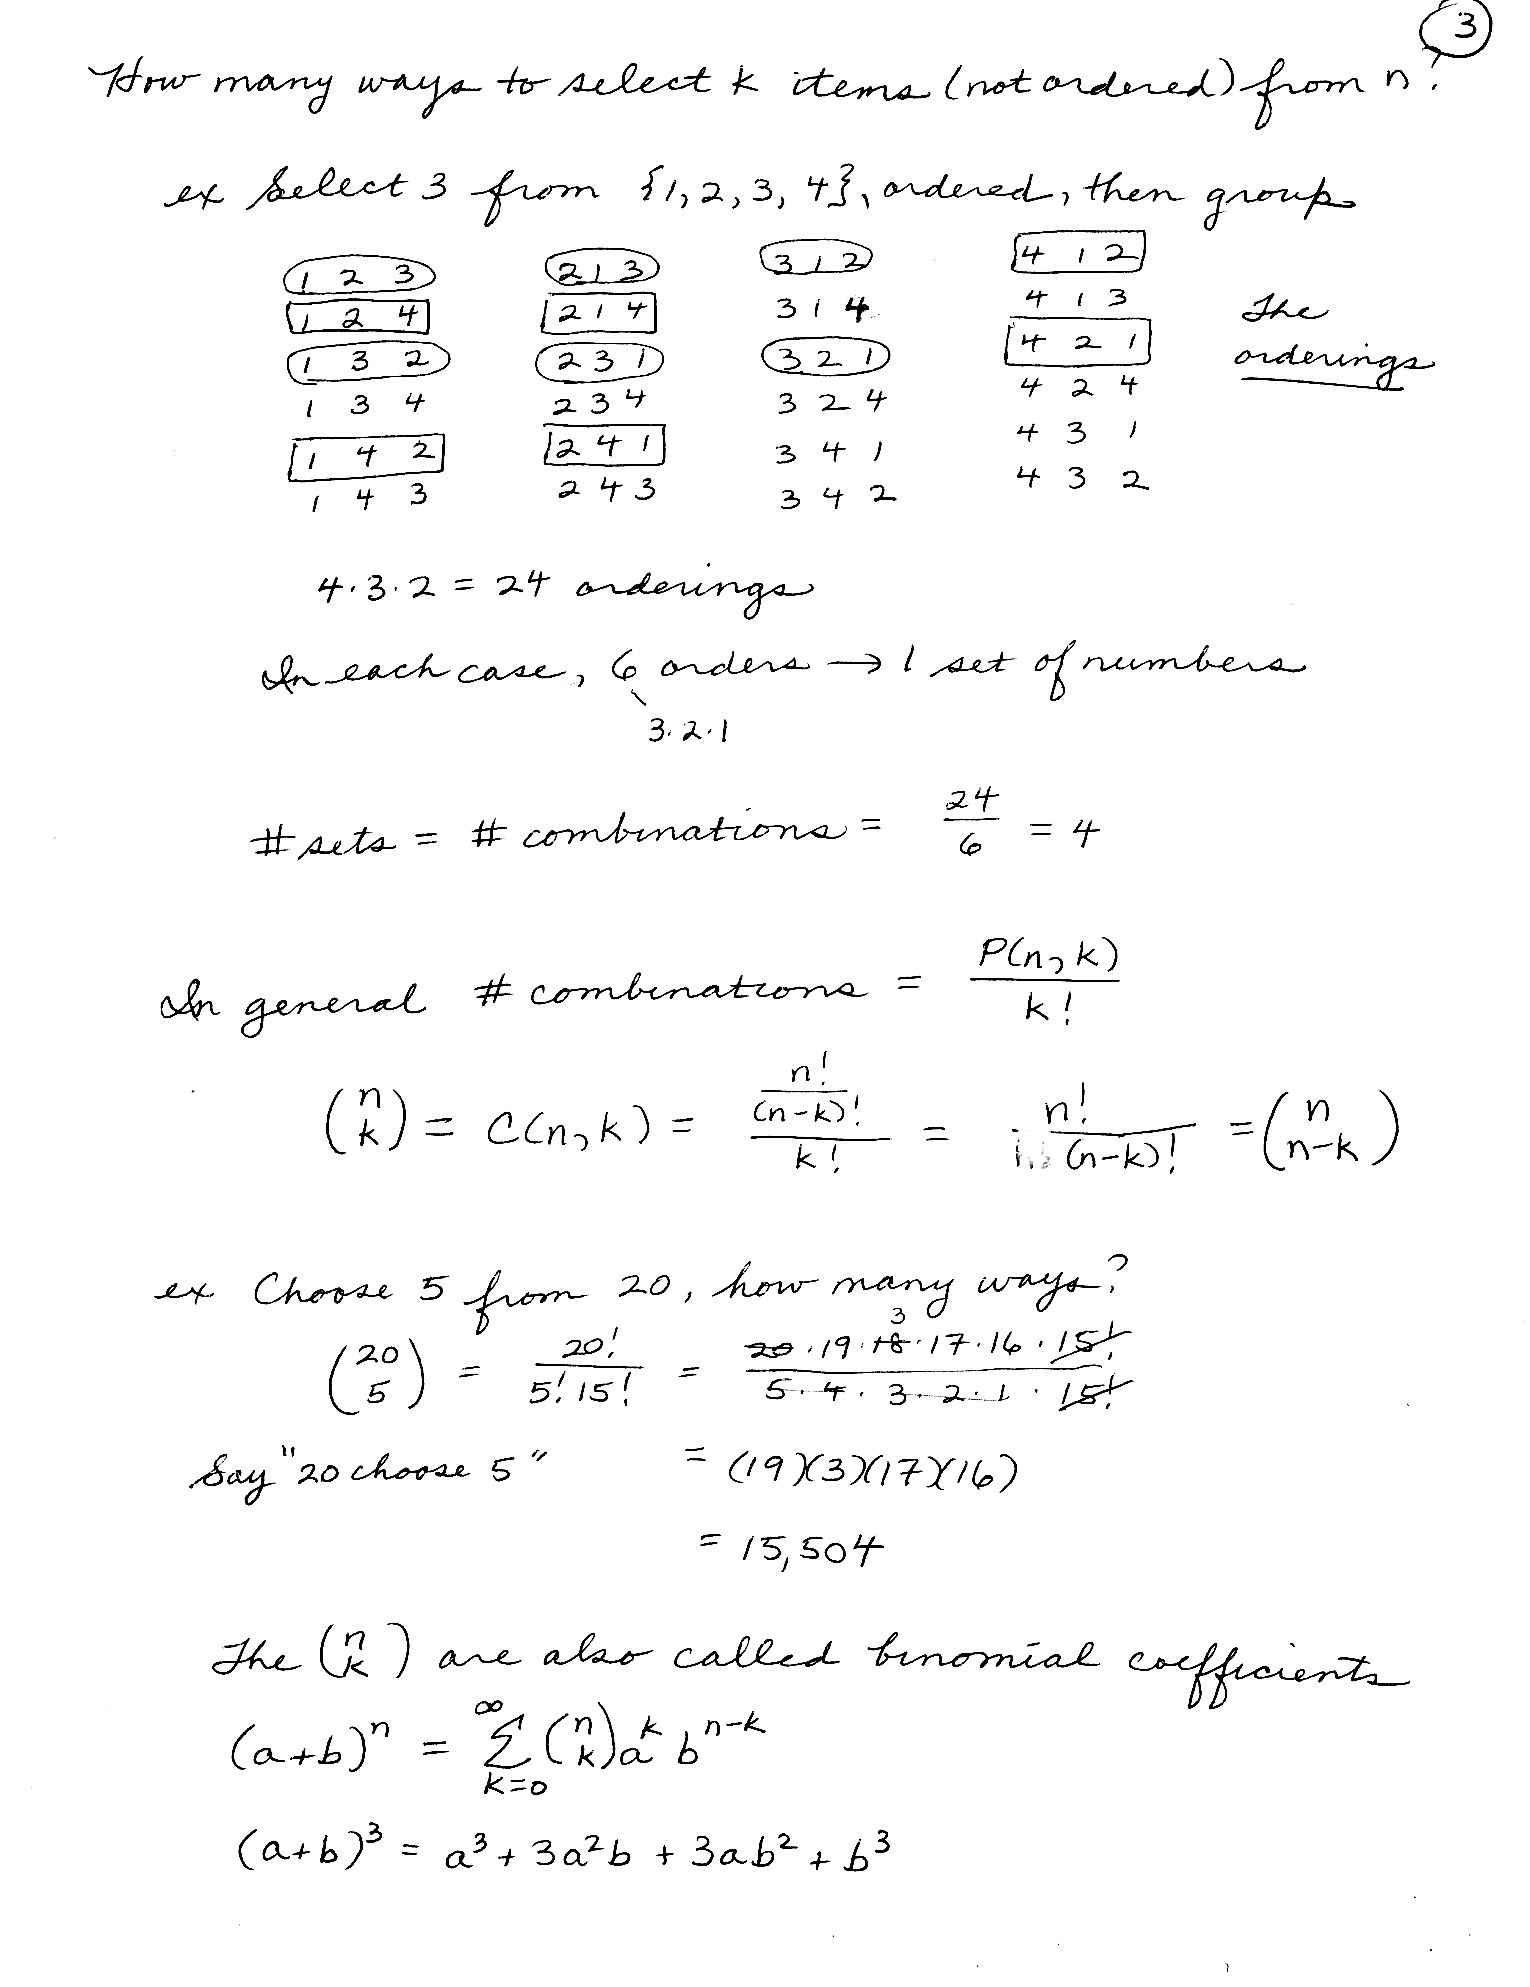 3
How many ways to select k items (not ordered) from n?
ex Select 3 from {1, 2, 3, 4}, ordered, then group
1 2 3   2 1 3   3 1 2   4 1 2
1 2 4   2 1 4   3 1 4   4 1 3   The
1 3 2   2 3 1   3 2 1   4 2 1   orderings
1 3 4   2 3 4   3 2 4   4 2 4
1 4 2   2 4 1   3 4 1   4 3 1
1 4 3   2 4 3   3 4 2   4 3 2
4·3·2 = 24 orderings
In each case, 6 orders → 1 set of numbers
3·2·1
# sets = # combinations = 24/6 = 4
In general # combinations = P(n, k)/k!
(n k) = C(n, k) = (n!/(n-k)!)/k! = n!/(n-k)! = (n n-k)
ex Choose 5 from 20, how many ways?
3
(20 5) = 20!/(5! 15!) = (20·19·18·17·16·15!)/(5·4·3·2·1·15!)
Say "20 choose 5" = (19)(3)(17)(16)
= 15,504
The (n k) are also called binomial coefficients
(a+b)^n = ∞ Σ k=0 (n k) a^k b^(n-k)
(a+b)³ = a³ + 3a²b + 3ab² + b³